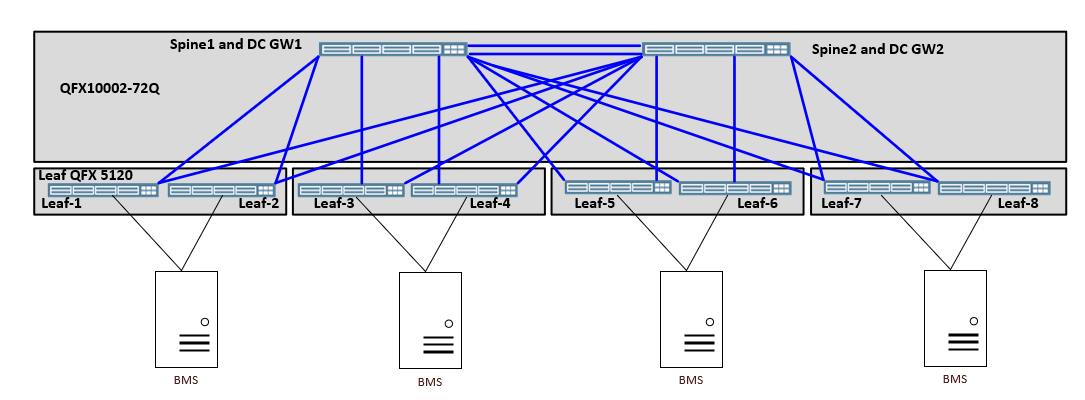 Spine1 and DC GW1
Spine2 and DC GW2
QFX10002-72Q
Leaf QFX 5120
Leaf-1
Leaf-2
Leaf-3
Leaf-4
Leaf-5
Leaf-6
Leaf-7
Leaf-8
BMS
BMS
BMS
BMS